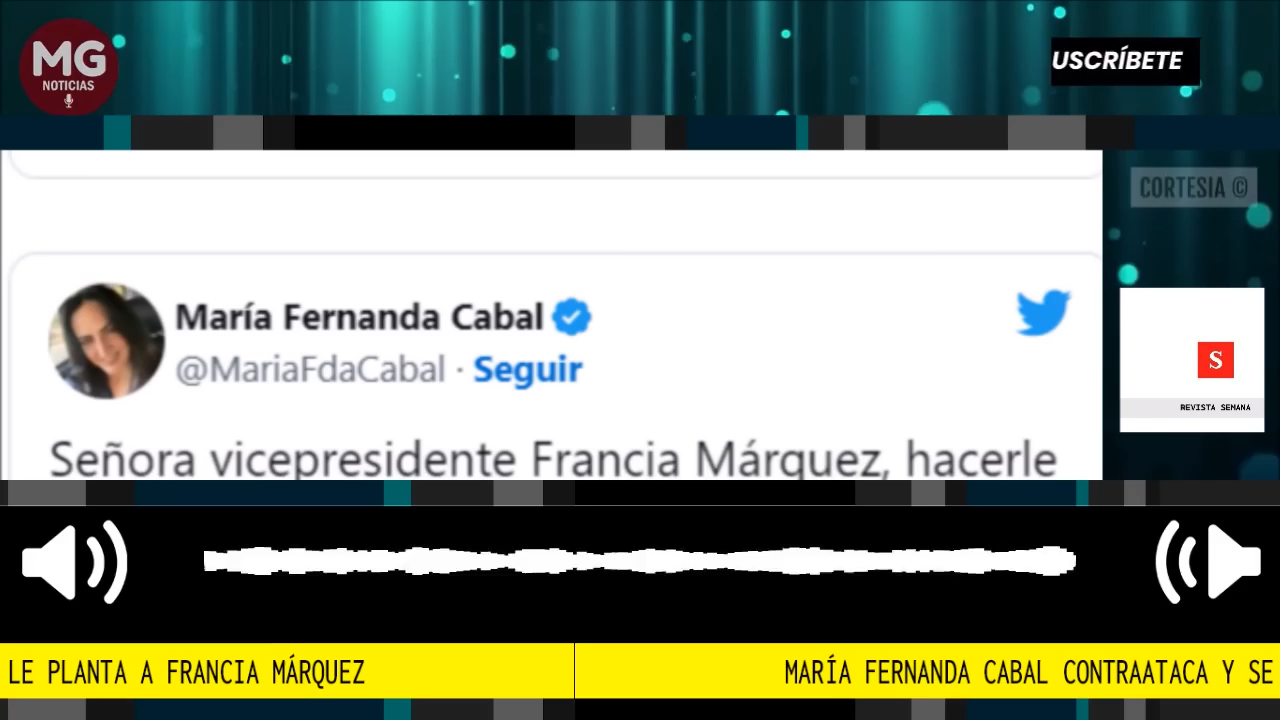 MG
NOTICIAS
USCRÍBETE
CORTESIA ©
María Fernanda Cabal
@MariaFdaCabal · Seguir
Señora vicepresidente Francia Márquez, hacerle
S
REVISTA SEMANA
LE PLANTA A FRANCIA MÁRQUEZ
MARÍA FERNANDA CABAL CONTRAATACA Y SE